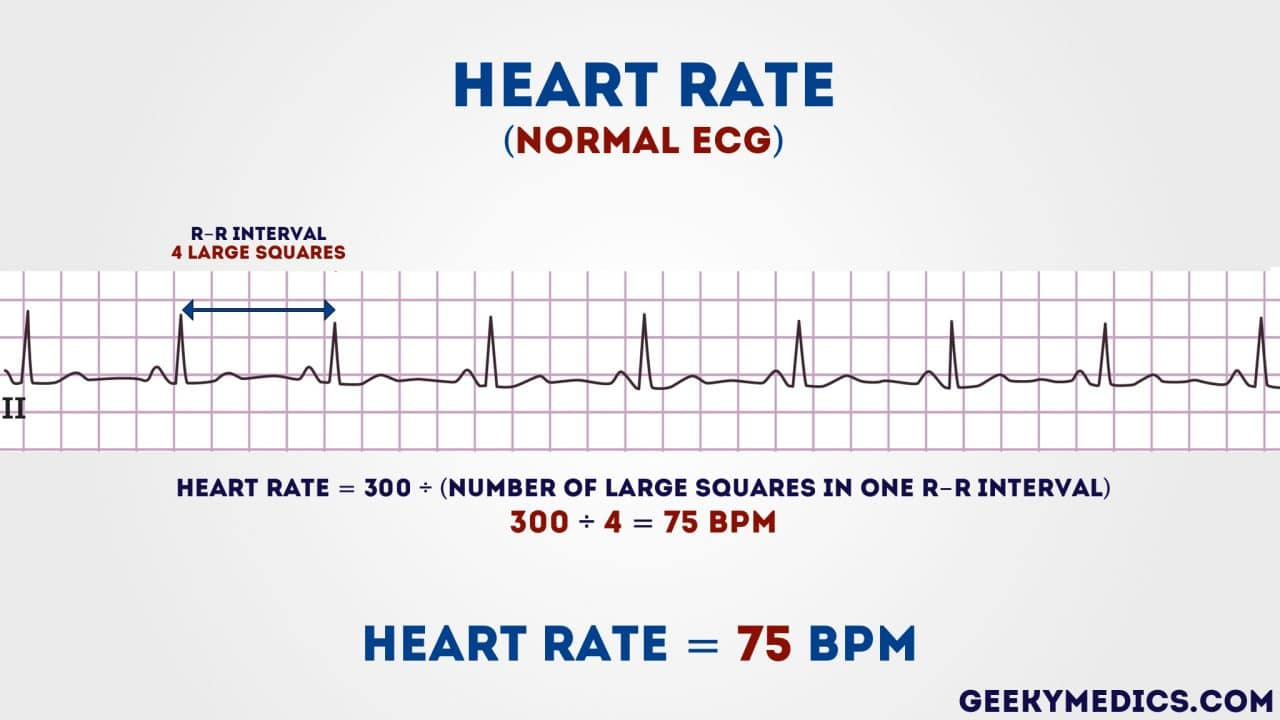 HEART RATE
(NORMAL ECG)
R–R INTERVAL
4 LARGE SQUARES
II
HEART RATE = 300 ÷ (NUMBER OF LARGE SQUARES IN ONE R–R INTERVAL)
300 ÷ 4 = 75 BPM
HEART RATE = 75 BPM
GEEKYMEDICS.COM